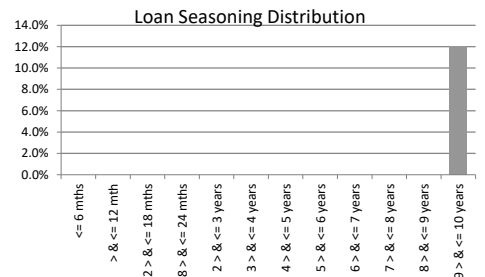 Loan Seasoning Distribution
14.0%
12.0%
10.0%
8.0%
6.0%
4.0%
2.0%
0.0%
<= 6 mths
> & <= 12 mth
2 > & <= 18 mths
8 > & <= 24 mths
2 > & <= 3 years
3 > & <= 4 years
4 > & <= 5 years
5 > & <= 6 years
6 > & <= 7 years
7 > & <= 8 years
8 > & <= 9 years
9 > & <= 10 years